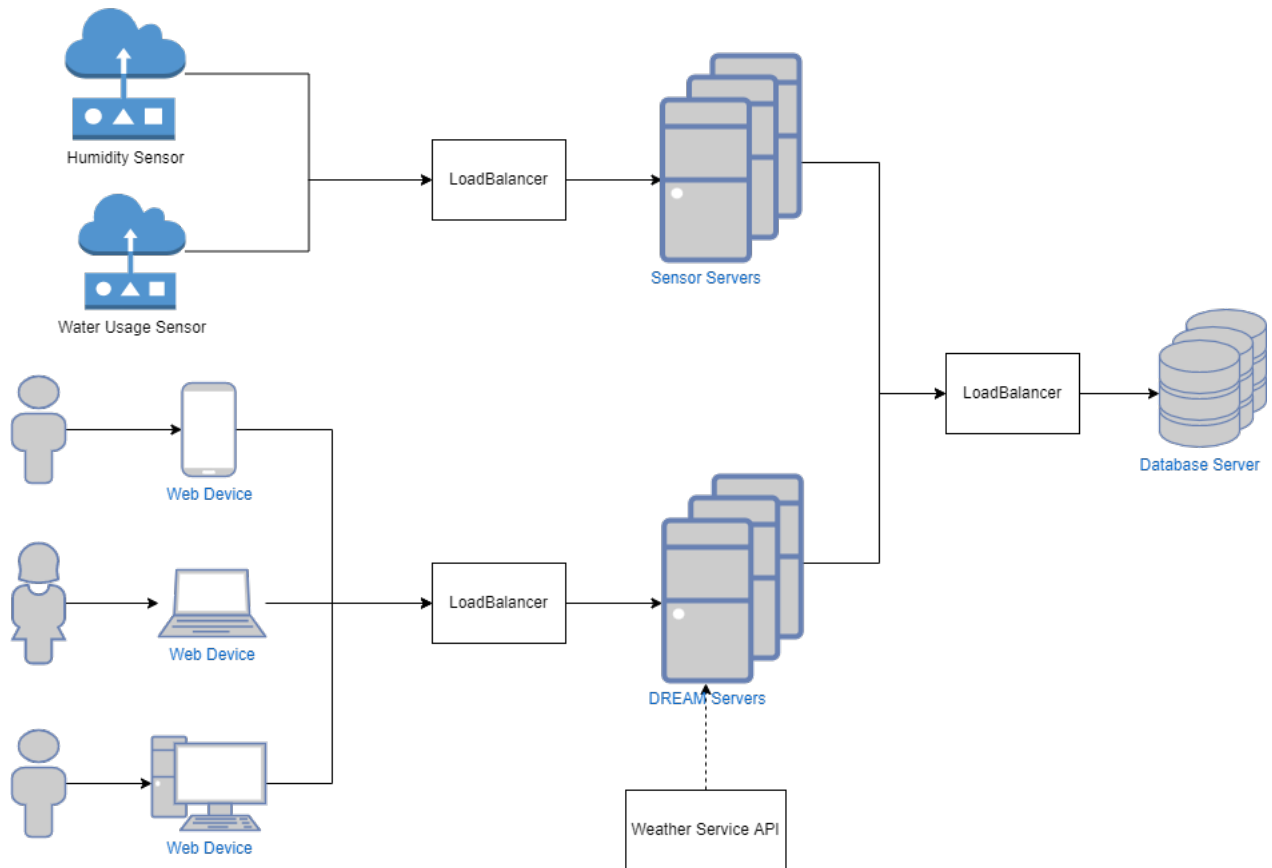 Humidity Sensor
LoadBalancer
Sensor Servers
Water Usage Sensor
LoadBalancer
Database Server
Web Device
LoadBalancer
Web Device
DREAM Servers
Weather Service API
Web Device